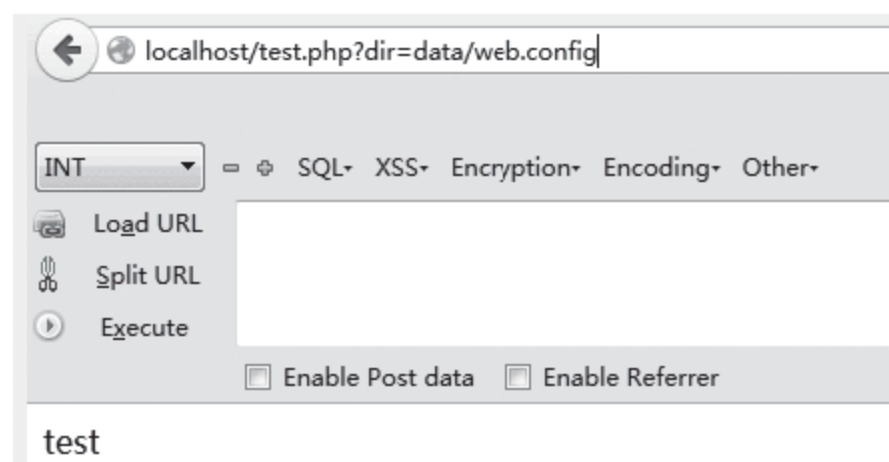 localhost/test.php?dir=data/web.config
INT SQL XSS Encryption Encoding Other
Load URL
Split URL
Execute
Enable Post data Enable Referrer
test